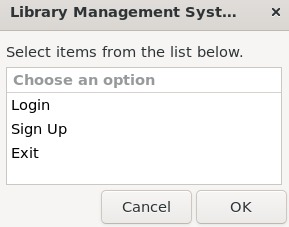 Library Management Syst... ×
Select items from the list below.
Choose an option
Login
Sign Up
Exit
Cancel OK